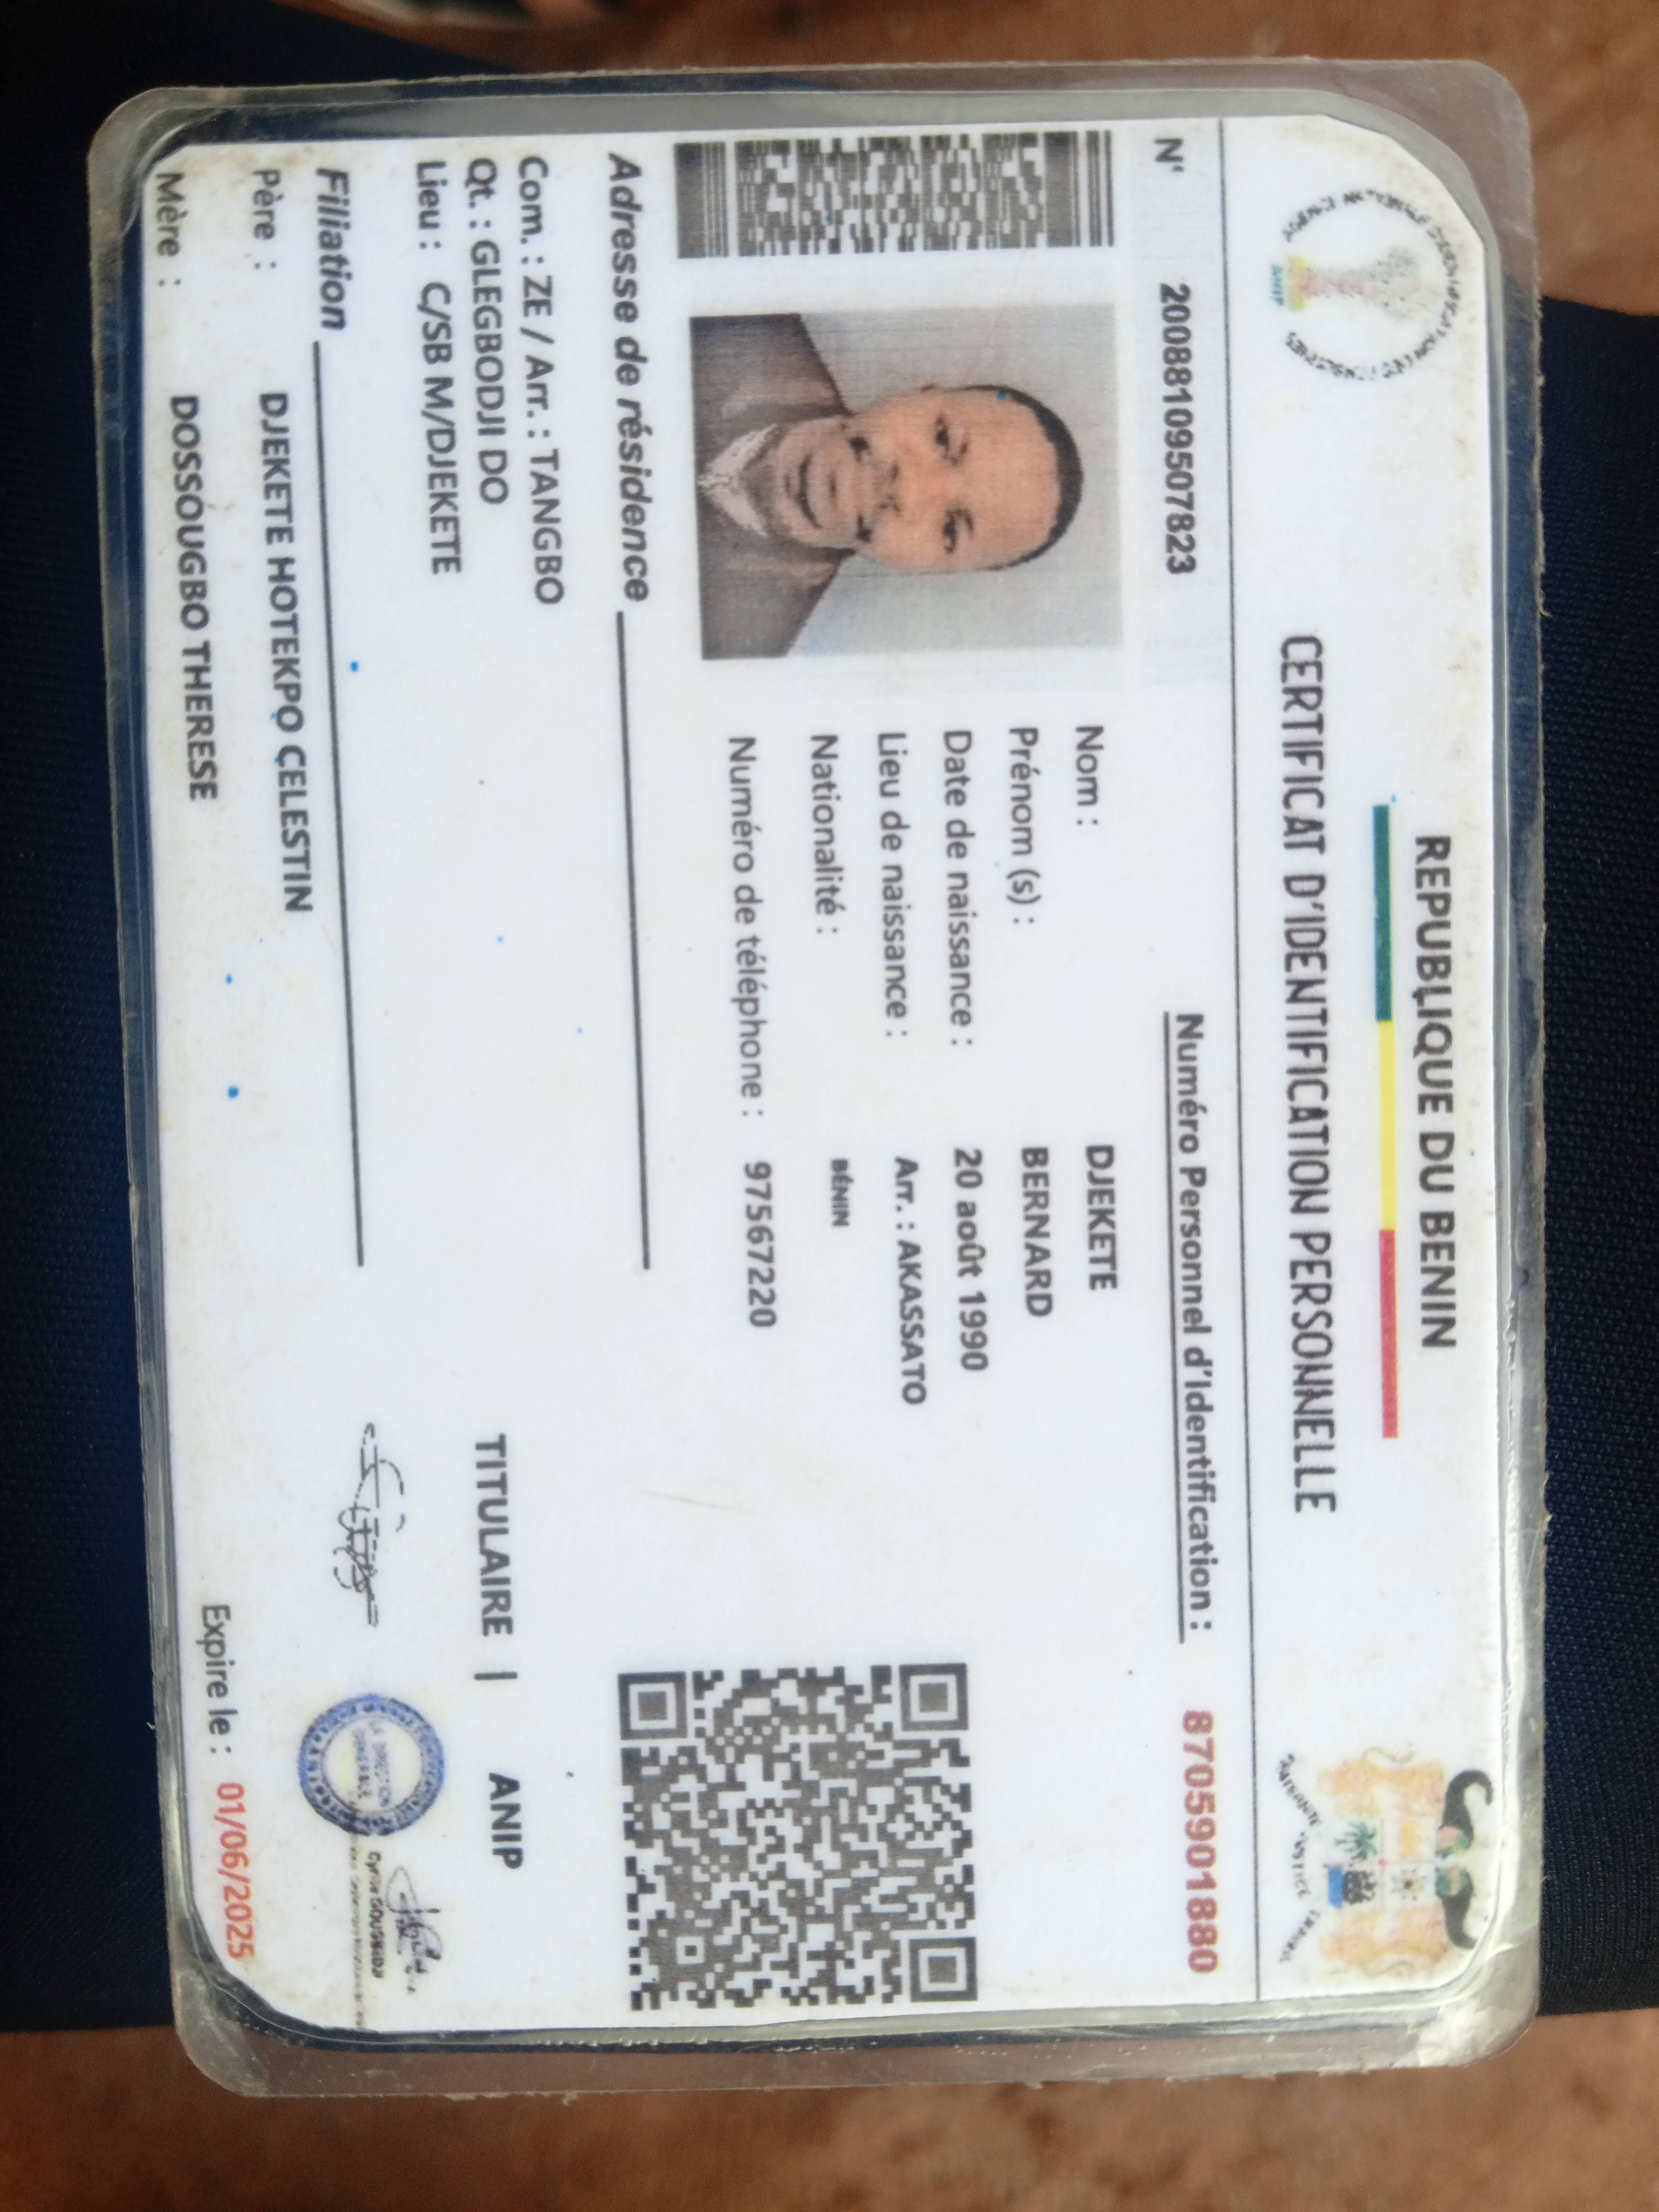 REPUBLIQUE DU BENIN
CERTIFICAT D'IDENTIFICATION PERSONNELLE
N° 20088109507823
Numéro Personnel d'Identification : 8705901880
Nom : DJEKETE
Prénom (s) : BERNARD
Date de naissance : 20 août 1990
Lieu de naissance : Arr. : AKASSATO
Nationalité : BÉNIN
Numéro de téléphone : 97567220
Adresse de résidence
Com. : ZE / Arr. : TANGBO
Qt. : GLEGBODJI DO
Lieu : C/SB M/DJEKETE
TITULAIRE | ANIP
Filiation
Père : DJEKETE HOTEKPO CELESTIN
Mère : DOSSOUGBO THERESE
Expire le : 01/06/2025